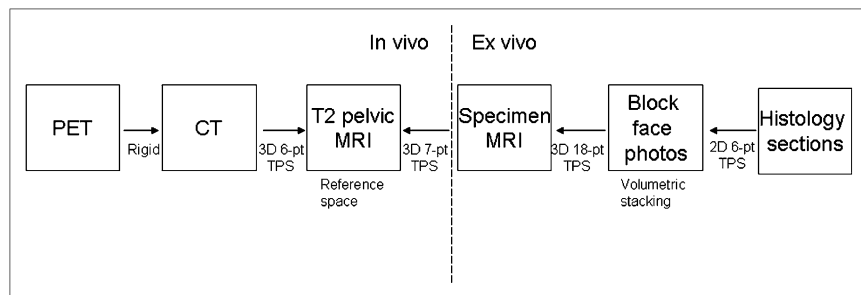 In vivo
Ex vivo
PET
CT
T2 pelvic
MRI
Specimen
MRI
Block
face
photos
Histology
sections
Rigid
3D 6-pt
TPS
3D 7-pt
TPS
3D 18-pt
TPS
2D 6-pt
TPS
Reference
space
Volumetric
stacking